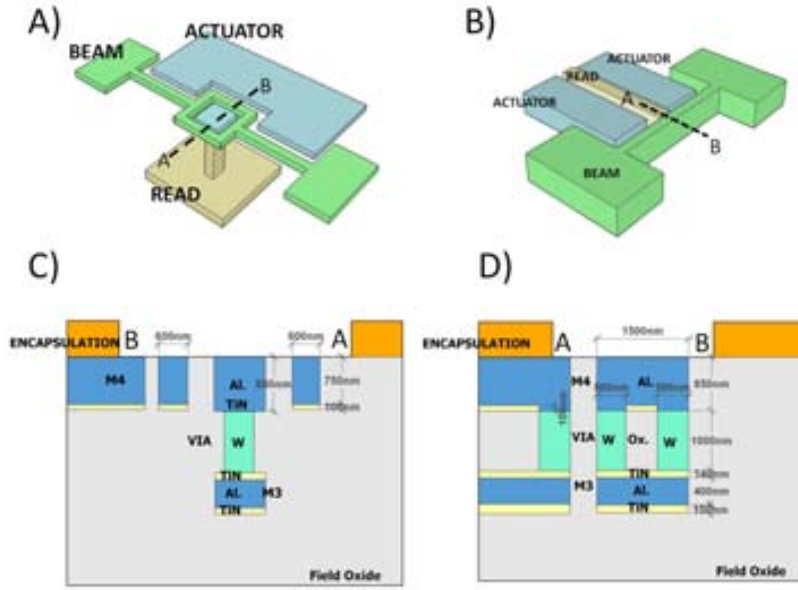 A)
ACTUATOR
BEAM
B
A
READ
B)
ACTUATOR
READ
A
ACTUATOR
B
BEAM
C)
ENCAPSULATION
B
600nm
600nm
A
M4
Al.
TiN
750nm
100nm
VIA
W
TiN
Al.
M3
TiN
Field Oxide
D)
1500nm
ENCAPSULATION
A
B
M4
Al.
850nm
VIA
W
Ox.
W
1000nm
TiN
M3
Al.
400nm
TiN
Field Oxide